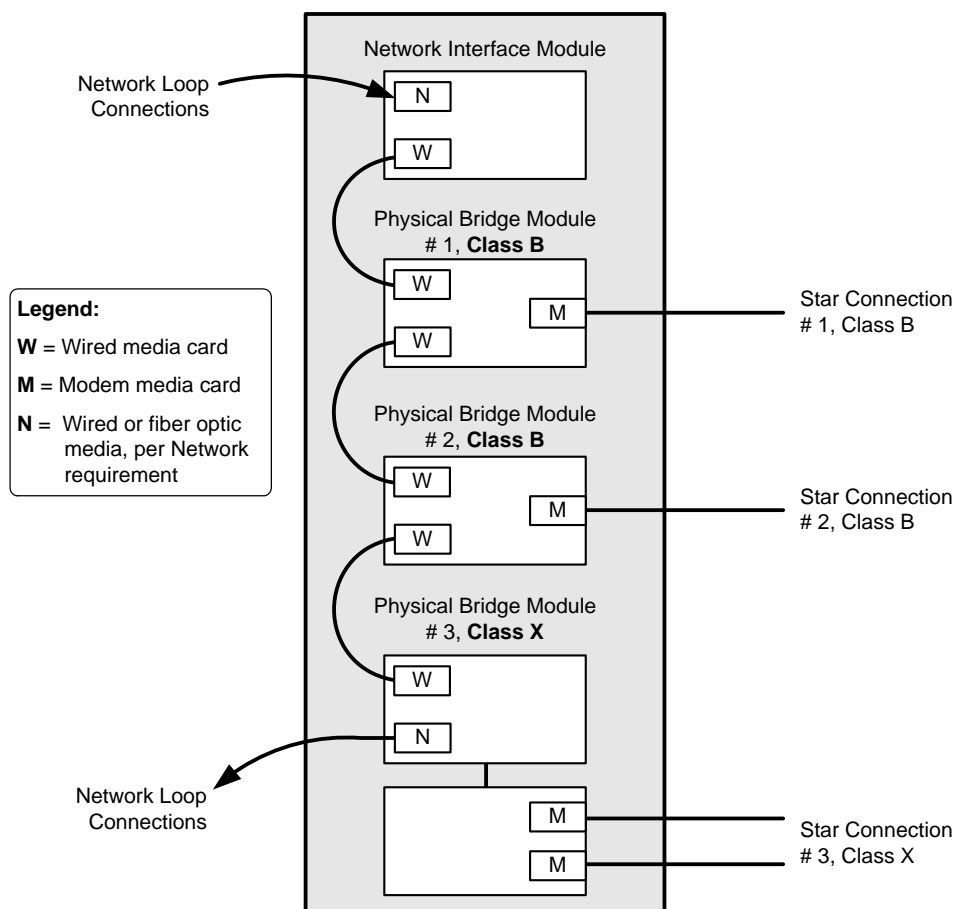 Network Interface Module
Network Loop
Connections
N
W
Physical Bridge Module
# 1, Class B
W
M
W
Star Connection
# 1, Class B
Legend:
W = Wired media card
M = Modem media card
N = Wired or fiber optic
media, per Network
requirement
Physical Bridge Module
# 2, Class B
W
M
W
Star Connection
# 2, Class B
Physical Bridge Module
# 3, Class X
W
N
Network Loop
Connections
M
M
Star Connection
# 3, Class X